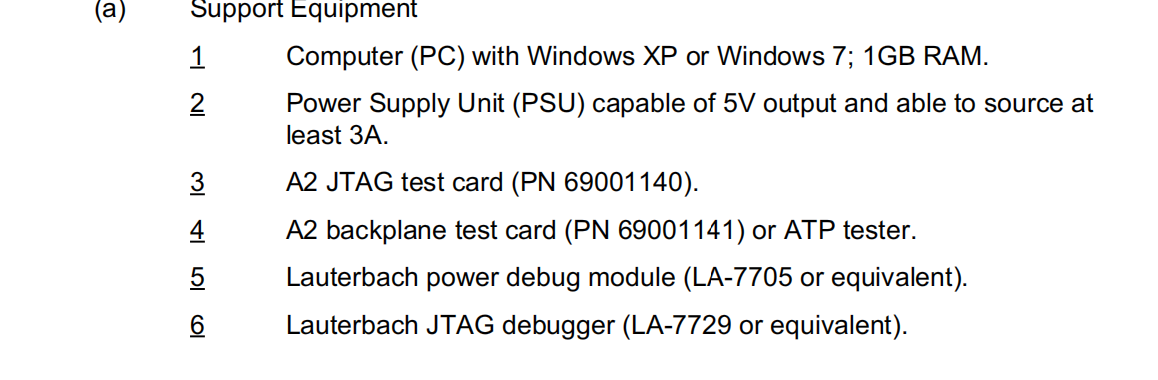 (a) Support Equipment
1 Computer (PC) with Windows XP or Windows 7; 1GB RAM.
2 Power Supply Unit (PSU) capable of 5V output and able to source at
least 3A.
3 A2 JTAG test card (PN 69001140).
4 A2 backplane test card (PN 69001141) or ATP tester.
5 Lauterbach power debug module (LA-7705 or equivalent).
6 Lauterbach JTAG debugger (LA-7729 or equivalent).